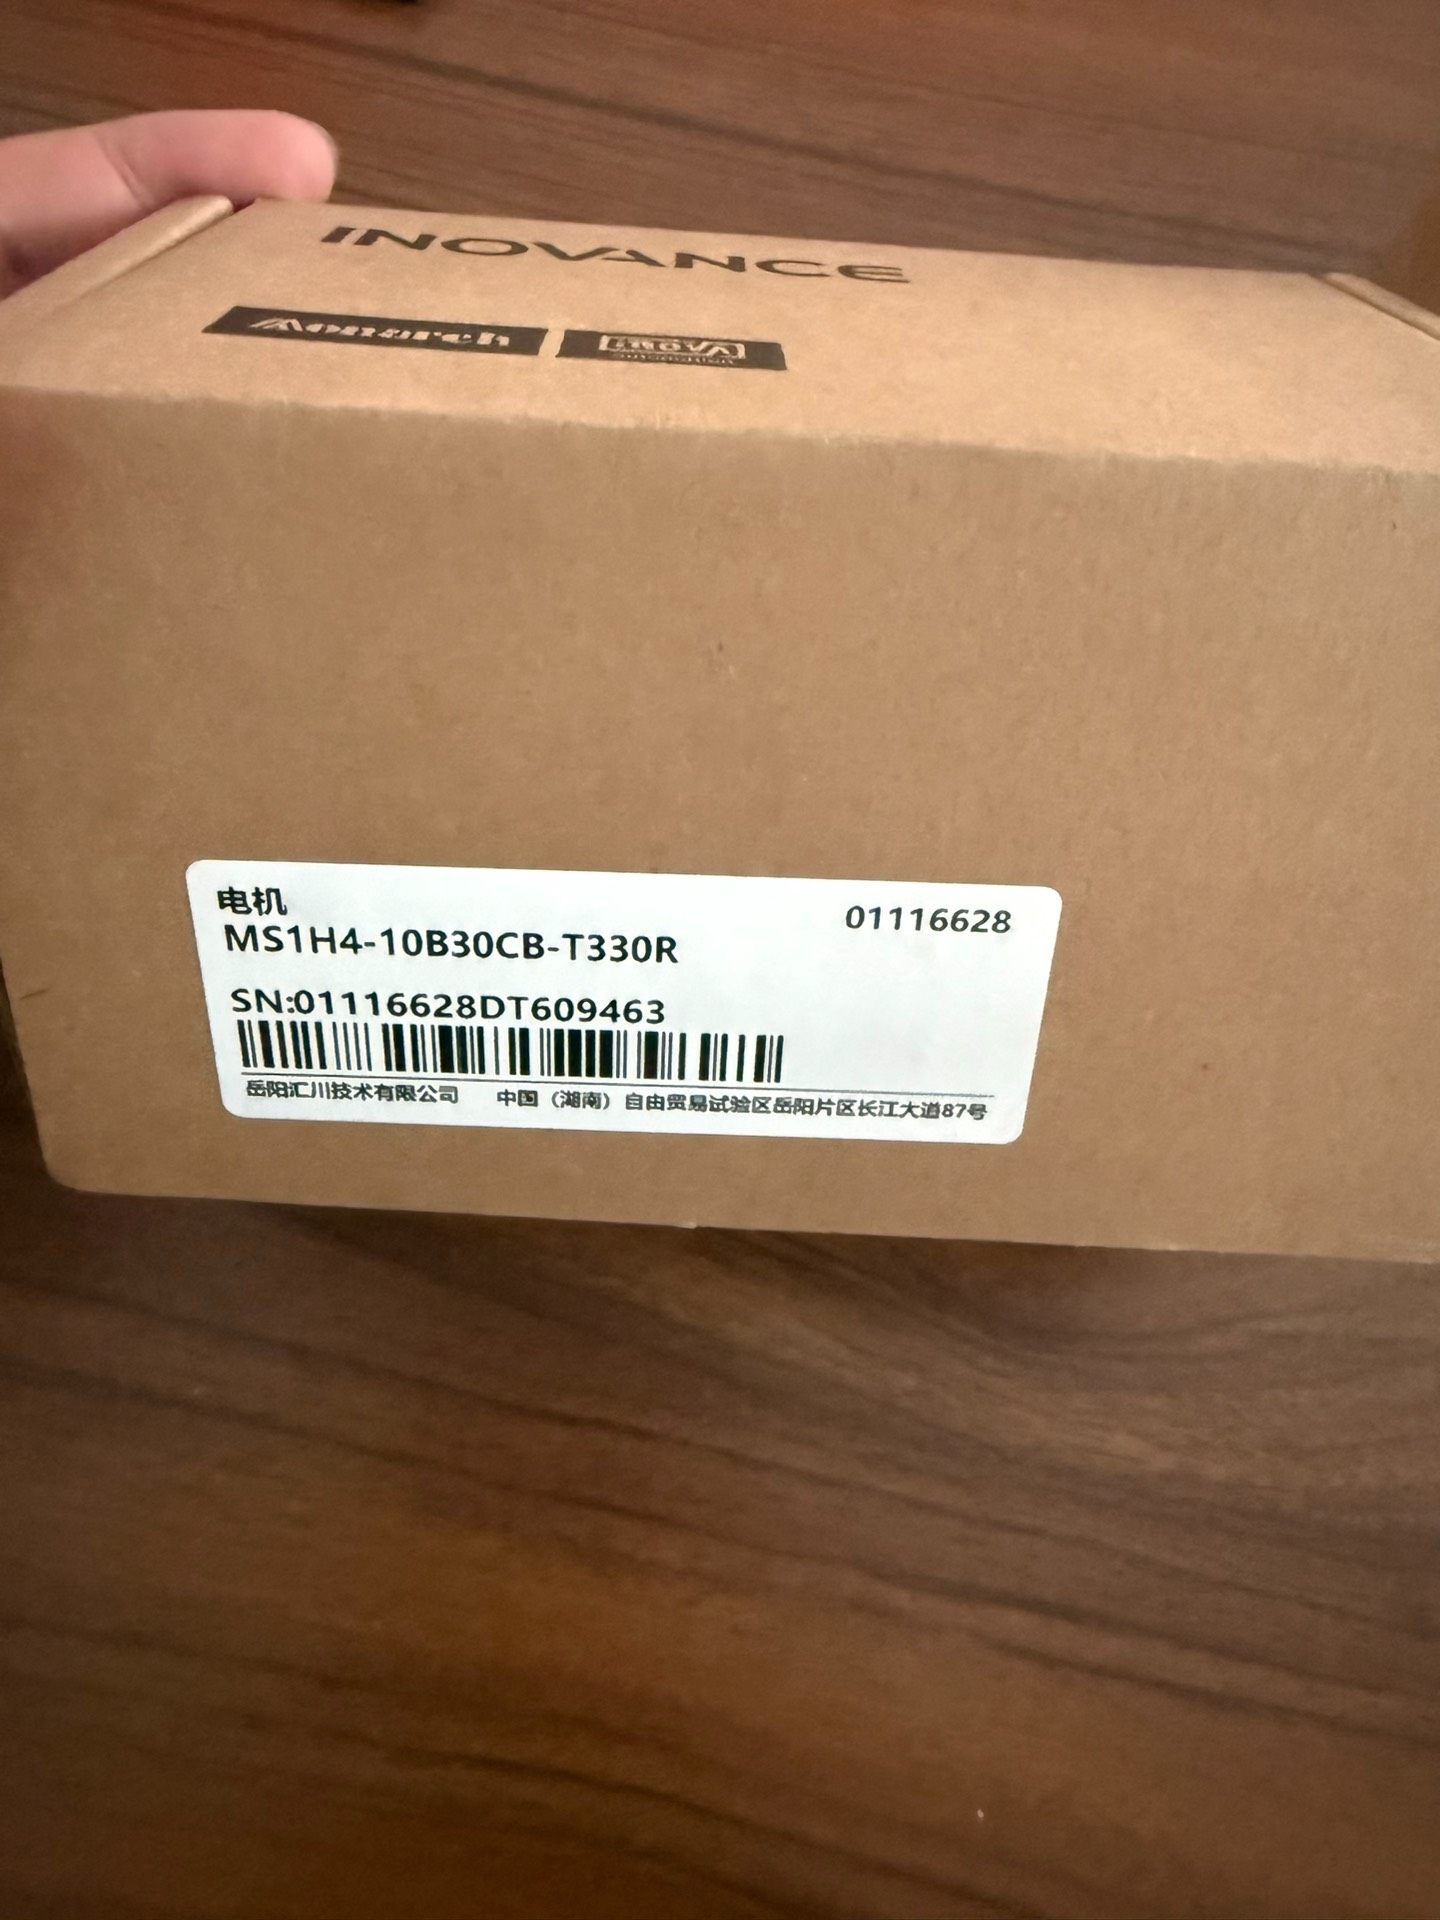 INOVANCE
Monarch
电机
01116628
MS1H4-10B30CB-T330R
SN:01116628DT609463
岳阳汇川技术有限公司 中国（湖南）自由贸易试验区岳阳片区长江大道87号